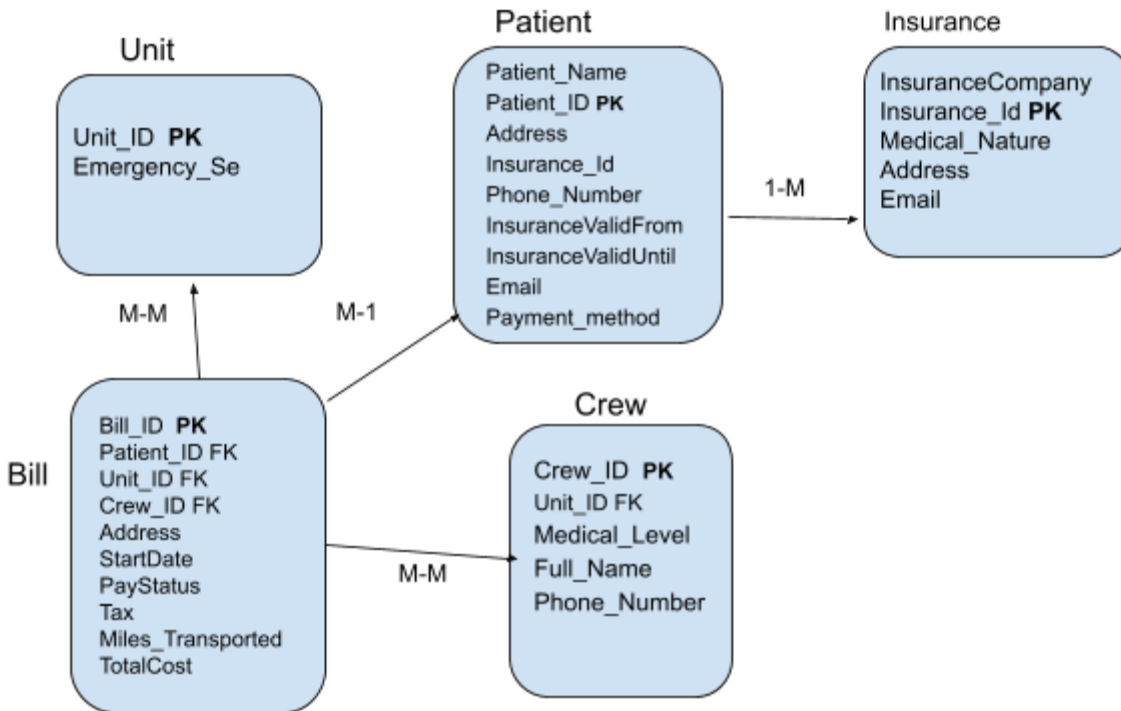 Unit
Unit_ID PK
Emergency_Se
Patient
Patient_Name
Patient_ID PK
Address
Insurance_Id
Phone_Number
InsuranceValidFrom
InsuranceValidUntil
Email
Payment_method
Insurance
InsuranceCompany
Insurance_Id PK
Medical_Nature
Address
Email
1-M
M-M
M-1
Bill
Bill_ID PK
Patient_ID FK
Unit_ID FK
Crew_ID FK
Address
StartDate
PayStatus
Tax
Miles_Transported
TotalCost
M-M
Crew
Crew_ID PK
Unit_ID FK
Medical_Level
Full_Name
Phone_Number